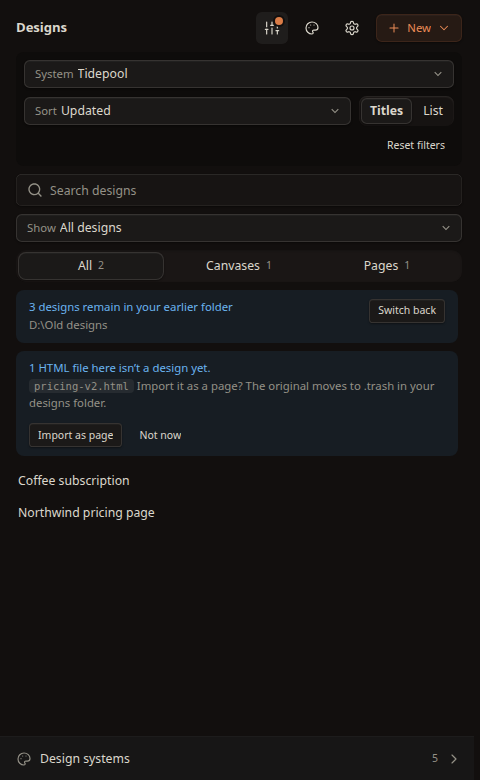 Designs
New
System Tidepool
Sort Updated
Titles
List
Reset filters
Search designs
Show All designs
All 2
Canvases 1
Pages 1
3 designs remain in your earlier folder
D:\Old designs
Switch back
1 HTML file here isn't a design yet.
pricing-v2.html Import it as a page? The original moves to .trash in your
designs folder.
Import as page
Not now
Coffee subscription
Northwind pricing page
Design systems
5